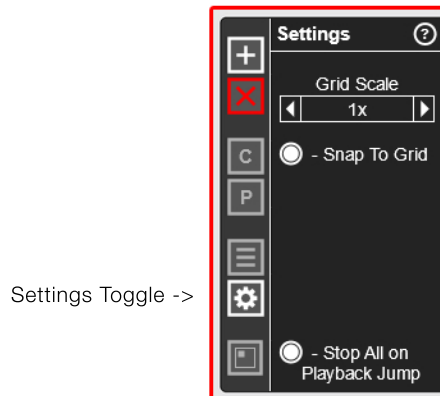 Settings ?
Grid Scale
1x
C - Snap To Grid
P
Settings Toggle ->
- Stop All on
Playback Jump